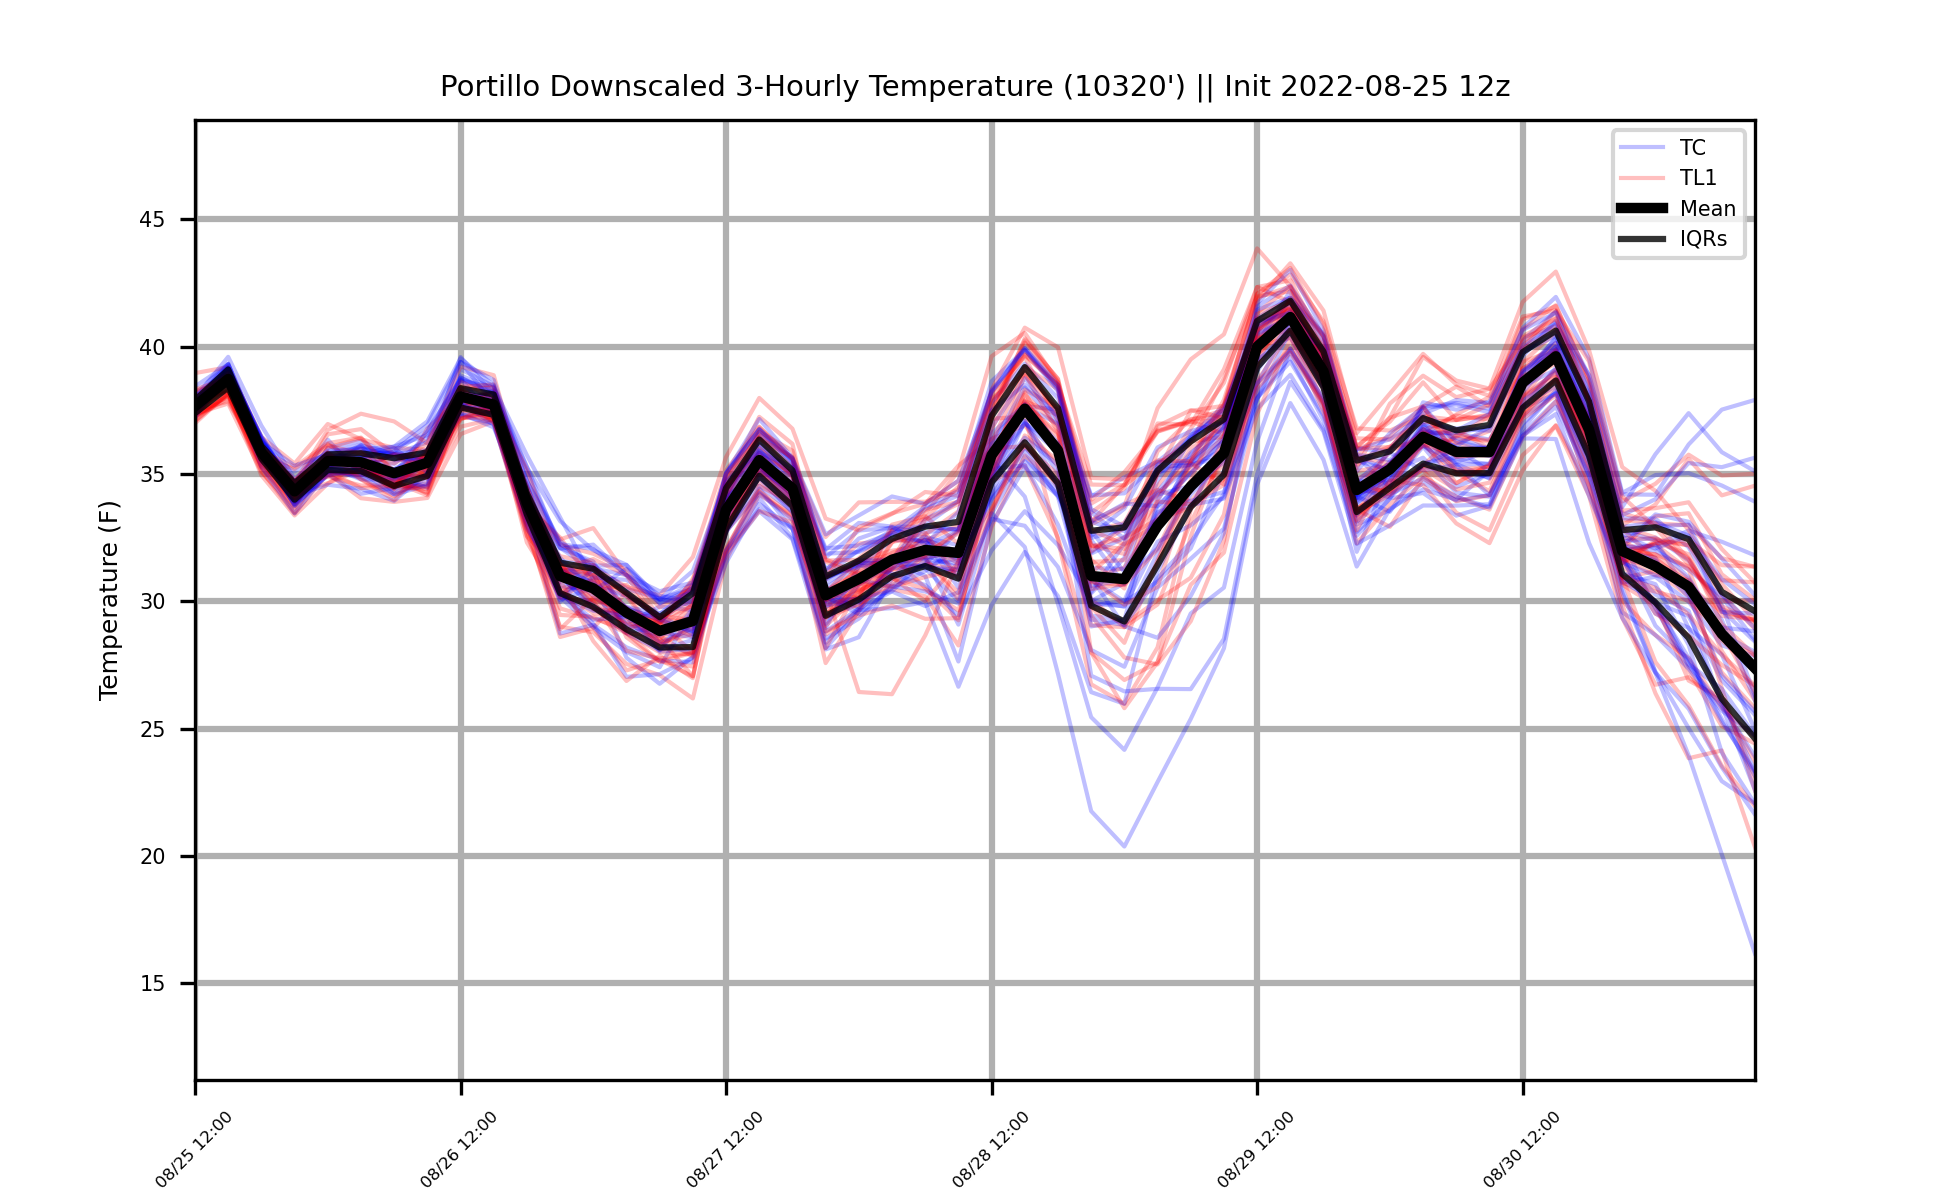 Portillo Downscaled 3-Hourly Temperature (10320') || Init 2022-08-25 12z
TC
TL1
Mean
IQRs
Temperature (F)
45
40
35
30
25
20
15
08/25 12:00
08/26 12:00
08/27 12:00
08/28 12:00
08/29 12:00
08/30 12:00